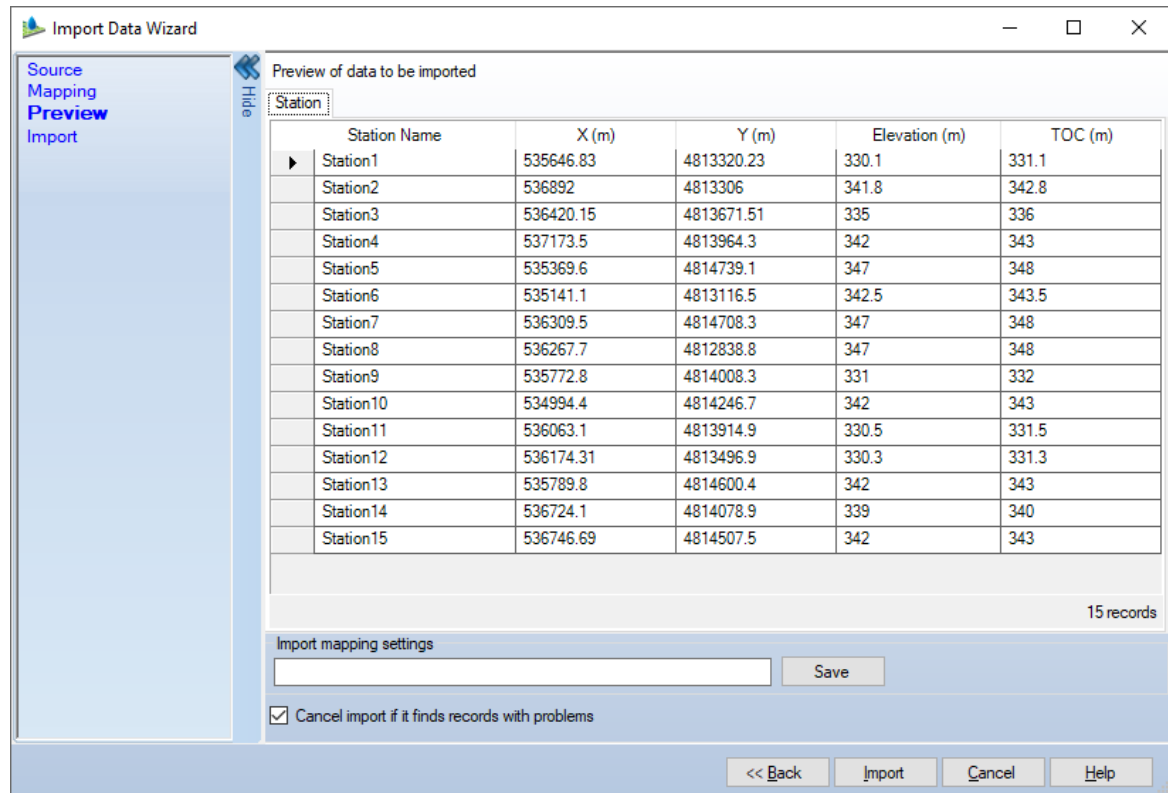 Import Data Wizard
Source
Mapping
Preview
Import
Hide
Preview of data to be imported
Station
Station Name X (m) Y (m) Elevation (m) TOC (m)
Station1 535646.83 4813320.23 330.1 331.1
Station2 536892 4813306 341.8 342.8
Station3 536420.15 4813671.51 335 336
Station4 537173.5 4813964.3 342 343
Station5 535369.6 4814739.1 347 348
Station6 535141.1 4813116.5 342.5 343.5
Station7 536309.5 4814708.3 347 348
Station8 536267.7 4812838.8 347 348
Station9 535772.8 4814008.3 331 332
Station10 534994.4 4814246.7 342 343
Station11 536063.1 4813914.9 330.5 331.5
Station12 536174.31 4813496.9 330.3 331.3
Station13 535789.8 4814600.4 342 343
Station14 536724.1 4814078.9 339 340
Station15 536746.69 4814507.5 342 343
15 records
Import mapping settings
Save
Cancel import if it finds records with problems
<< Back Import Cancel Help